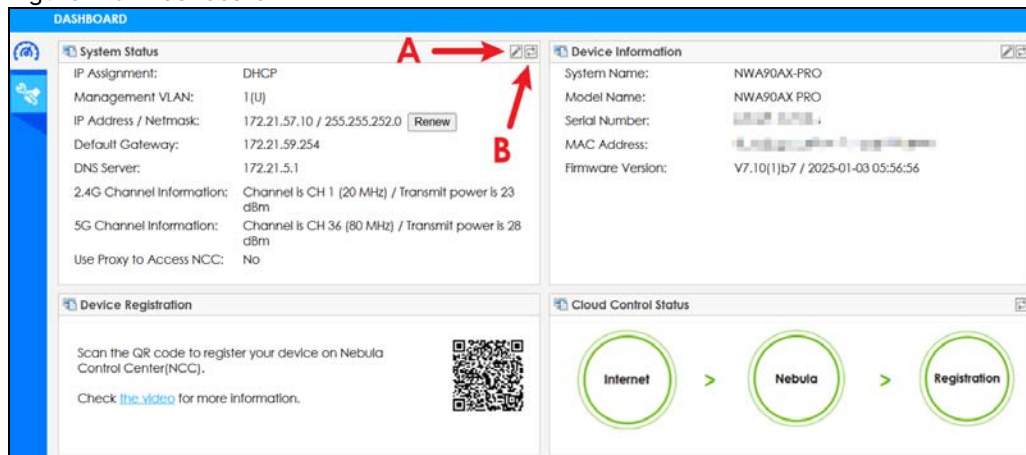 DASHBOARD
System Status
A
IP Assignment: DHCP
Management VLAN: 1(U)
IP Address / Netmask: 172.21.57.10 / 255.255.252.0 Renew
Default Gateway: 172.21.59.254
B
DNS Server: 172.21.5.1
2.4G Channel Information: Channel is CH 1 (20 MHz) / Transmit power is 23
dBm
5G Channel Information: Channel is CH 36 (80 MHz) / Transmit power is 28
dBm
Use Proxy to Access NCC: No
Device Information
System Name: NWA90AX-PRO
Model Name: NWA90AX PRO
Serial Number:
MAC Address:
Firmware Version: V7.10(1)b7 / 2025-01-03 05:56:56
Device Registration
Scan the QR code to register your device on Nebula
Control Center(NCC).
Check the video for more information.
Cloud Control Status
Internet > Nebula > Registration